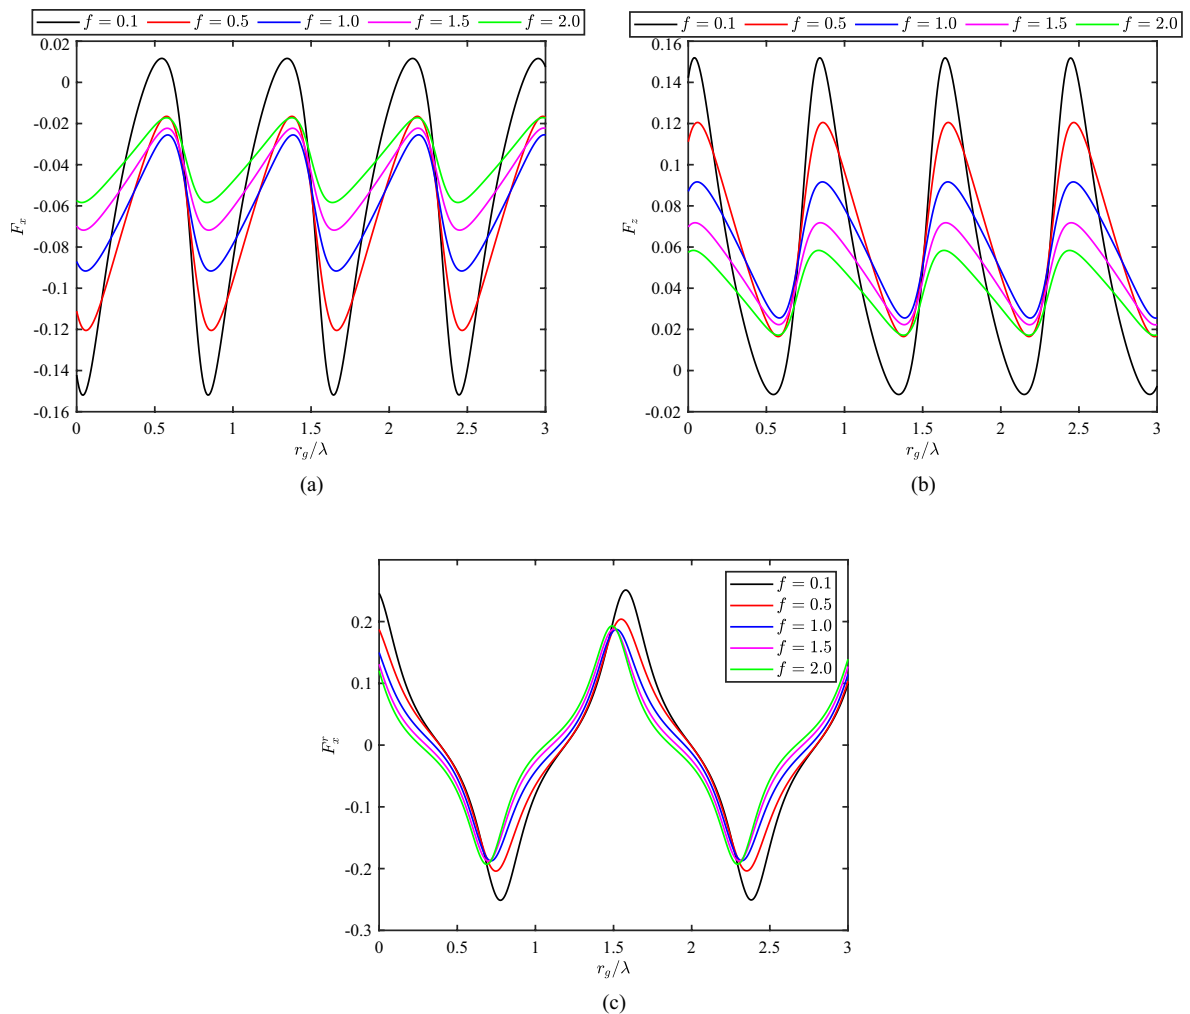 f = 0.1 f = 0.5 f = 1.0 f = 1.5 f = 2.0
0.02
0
-0.02
-0.04
-0.06
-0.08
-0.1
-0.12
-0.14
-0.16
F_x
0 0.5 1 1.5 2 2.5 3
r_g/λ
(a)
f = 0.1 f = 0.5 f = 1.0 f = 1.5 f = 2.0
0.16
0.14
0.12
0.1
0.08
0.06
0.04
0.02
0
-0.02
F_z
0 0.5 1 1.5 2 2.5 3
r_g/λ
(b)
f = 0.1
f = 0.5
f = 1.0
f = 1.5
f = 2.0
0.2
0.1
0
-0.1
-0.2
-0.3
F_x^r
0 0.5 1 1.5 2 2.5 3
r_g/λ
(c)